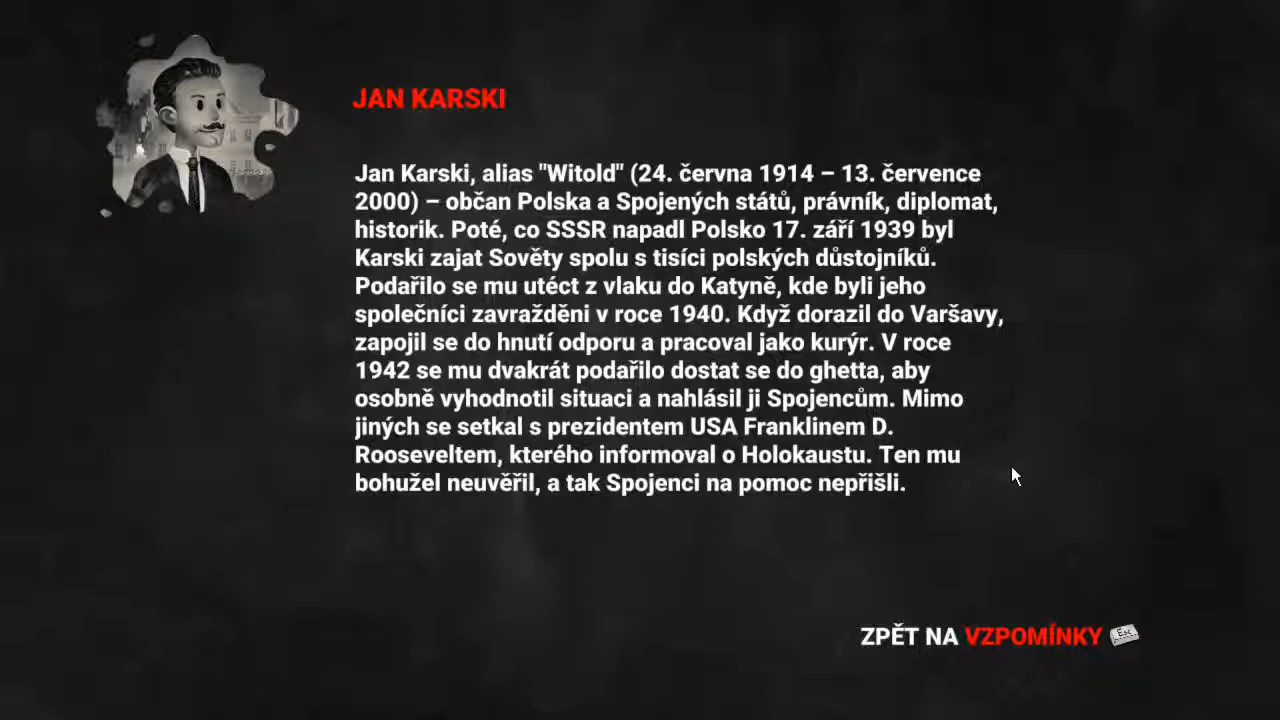 JAN KARSKI
Jan Karski, alias "Witold" (24. června 1914 – 13. července
2000) – občan Polska a Spojených států, právník, diplomat,
historik. Poté, co SSSR napadl Polsko 17. září 1939 byl
Karski zajat Sověty spolu s tisíci polských důstojníků.
Podařilo se mu utéct z vlaku do Katyně, kde byli jeho
společníci zavražděni v roce 1940. Když dorazil do Varšavy,
zapojil se do hnutí odporu a pracoval jako kurýr. V roce
1942 se mu dvakrát podařilo dostat se do ghetta, aby
osobně vyhodnotil situaci a nahlásil ji Spojencům. Mimo
jiných se setkal s prezidentem USA Franklinem D.
Rooseveltem, kterého informoval o Holokaustu. Ten mu
bohužel neuvěřil, a tak Spojenci na pomoc nepřišli.
ZPĚT NA VZPOMÍNKY Esc